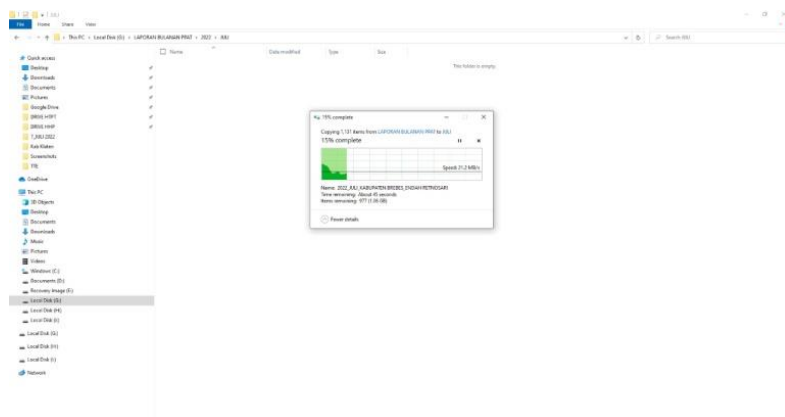 JULI
File
Home
Share
View
This PC > Local Disk (G:) > LAPORAN BULANAN PPAT > 2022 > JULI
Search JULI
Name
Date modified
Type
Size
This folder is empty.
Quick access
Desktop
Downloads
Documents
Pictures
Google Drive
7_JULI 2022
Kab Klaten
Screenshots
OneDrive
This PC
3D Objects
Desktop
Documents
Downloads
Music
Pictures
Videos
Windows (C:)
Documents (D:)
Recovery Image (E:)
Local Disk (G:)
Local Disk (H:)
Local Disk (I:)
Local Disk (G:)
Local Disk (H:)
Local Disk (I:)
Network
15% complete
Copying 1,131 items from LAPORAN BULANAN PPAT to JULI
15% complete
Speed: 21.2 MB/s
Name: 2022_JULI_KABUPATEN BREBES_ENDAH RETNOSARI
Time remaining: About 45 seconds
Items remaining: 977 (1.06 GB)
Fewer details